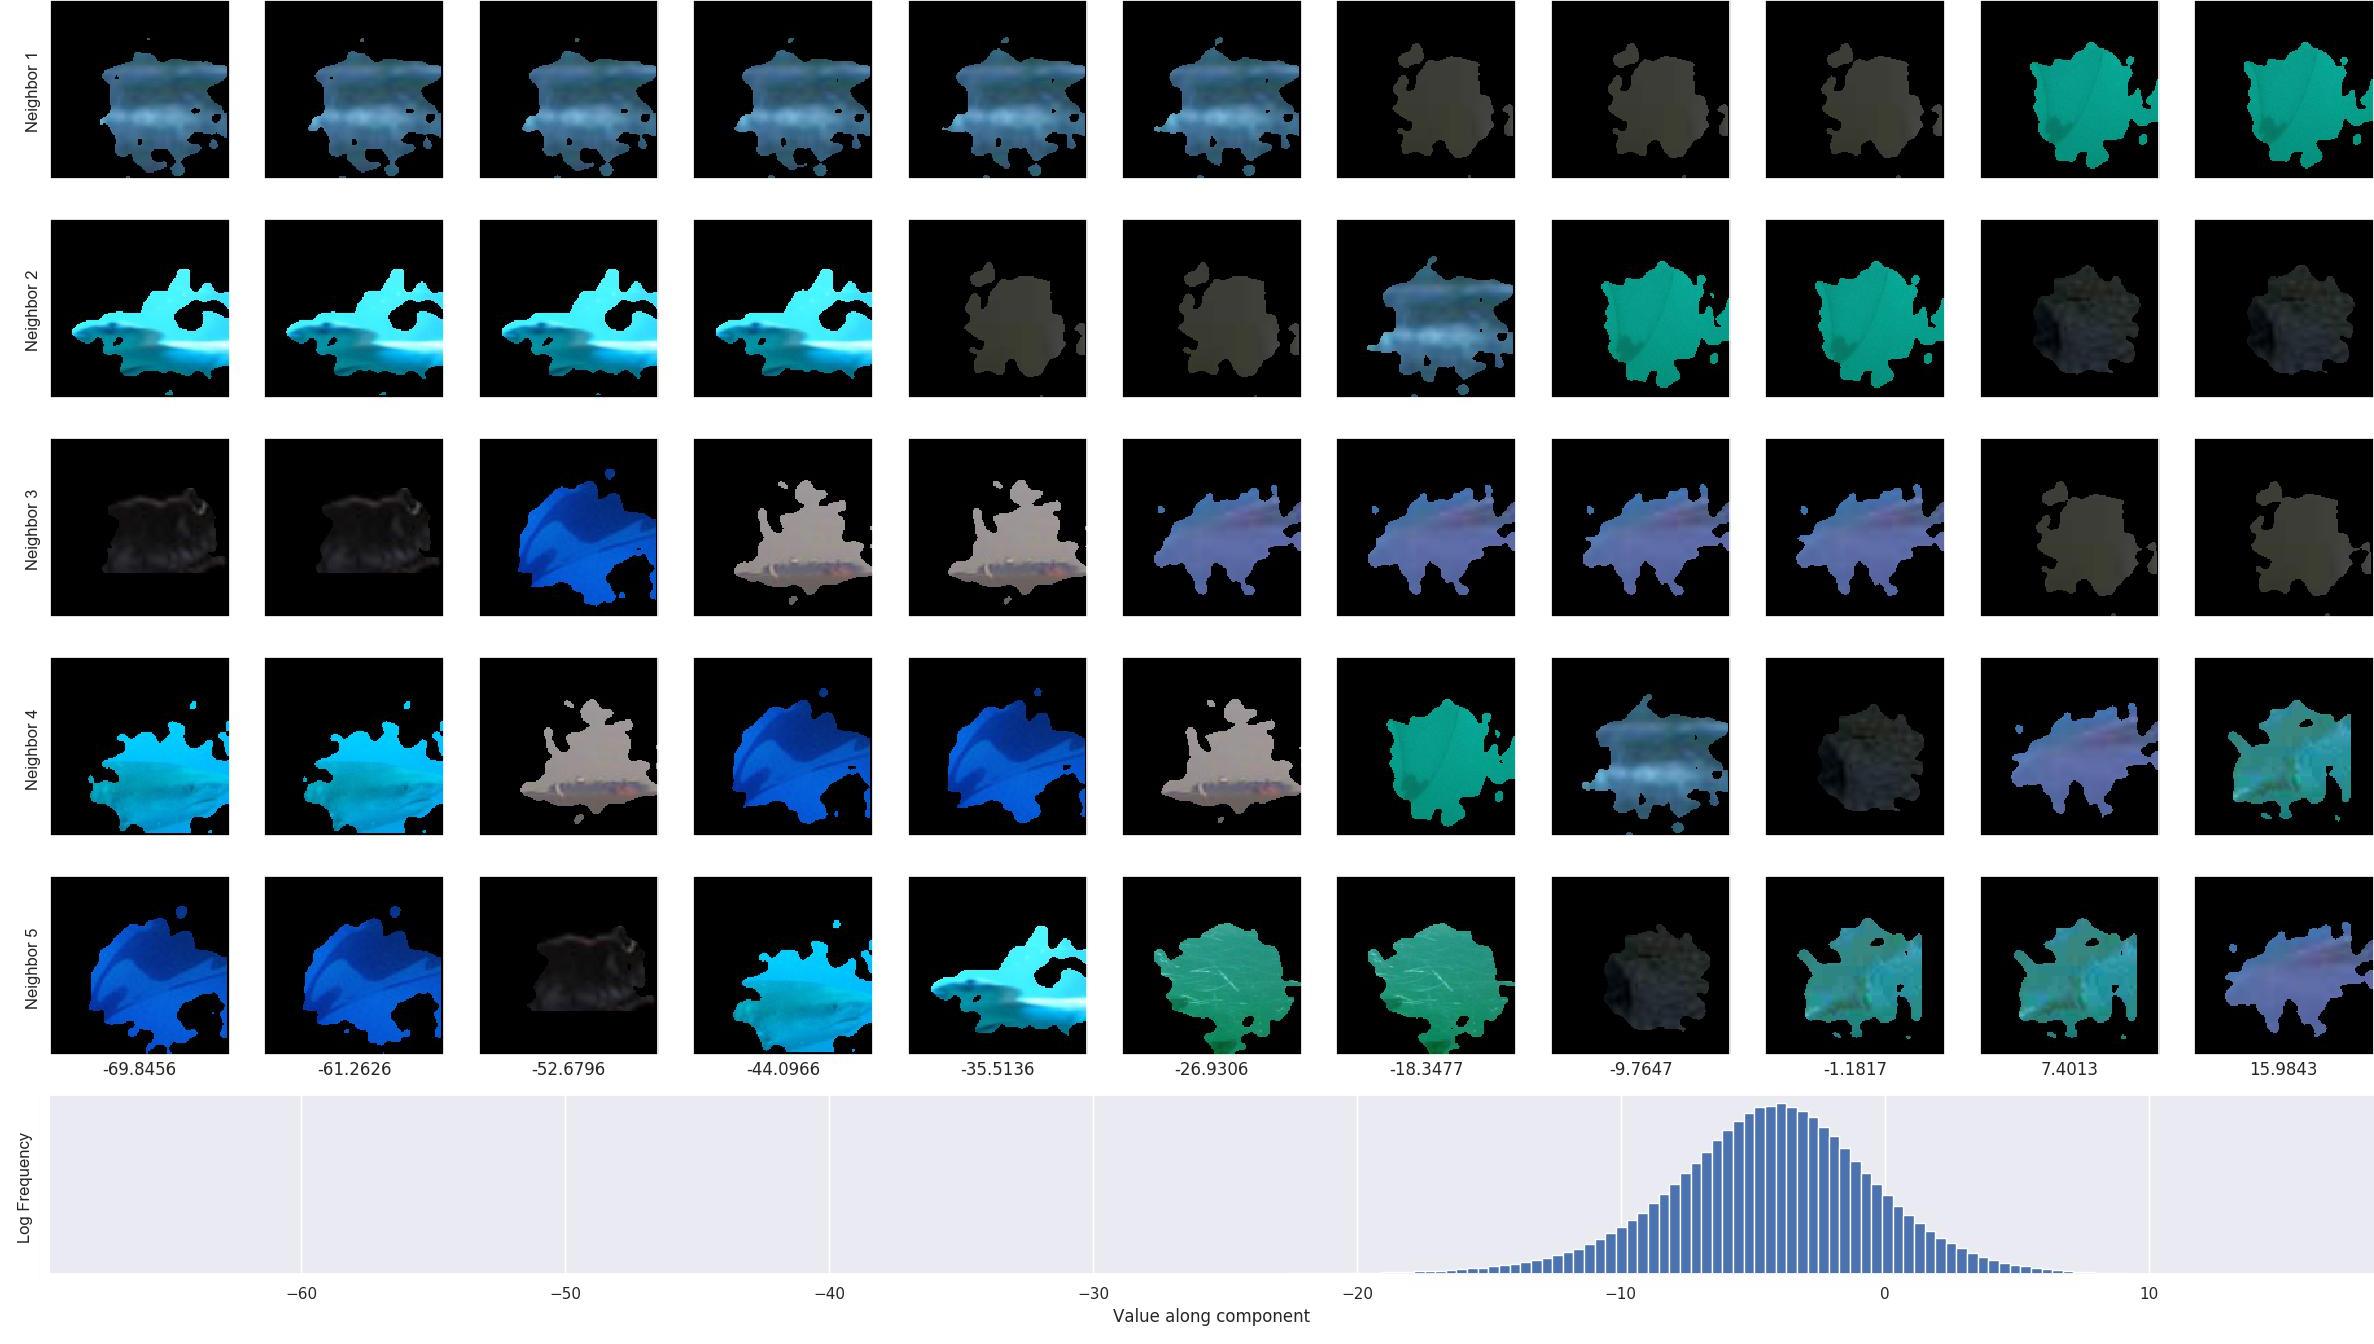 Neighbor 1
Neighbor 2
Neighbor 3
Neighbor 4
Neighbor 5
-69.8456 -61.2626 -52.6796 -44.0966 -35.5136 -26.9306 -18.3477 -9.7647 -1.1817 7.4013 15.9843
Log Frequency
−60 −50 −40 −30 −20 −10 0 10
Value along component